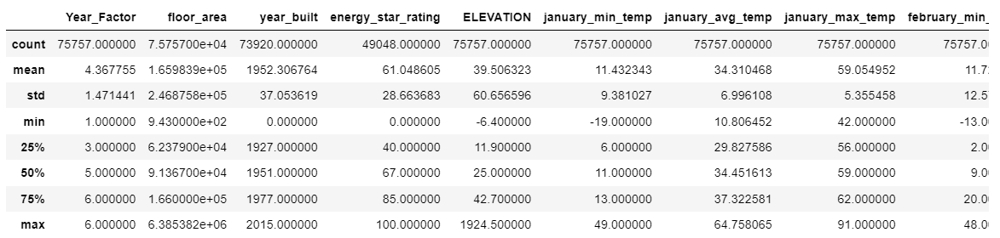 Year_Factor floor_area year_built energy_star_rating ELEVATION january_min_temp january_avg_temp january_max_temp february_min_
count 75757.000000 7.575700e+04 73920.000000 49048.000000 75757.000000 75757.000000 75757.000000 75757.000000 75757.0
mean 4.367755 1.659839e+05 1952.306764 61.048605 39.506323 11.432343 34.310468 59.054952 11.7
std 1.471441 2.468758e+05 37.053619 28.663683 60.656596 9.381027 6.996108 5.355458 12.5
min 1.000000 9.430000e+02 0.000000 0.000000 -6.400000 -19.000000 10.806452 42.000000 -13.0
25% 3.000000 6.237900e+04 1927.000000 40.000000 11.900000 6.000000 29.827586 56.000000 2.0
50% 5.000000 9.136700e+04 1951.000000 67.000000 25.000000 11.000000 34.451613 59.000000 9.0
75% 6.000000 1.660000e+05 1977.000000 85.000000 42.700000 13.000000 37.322581 62.000000 20.0
max 6.000000 6.385382e+06 2015.000000 100.000000 1924.500000 49.000000 64.758065 91.000000 48.0